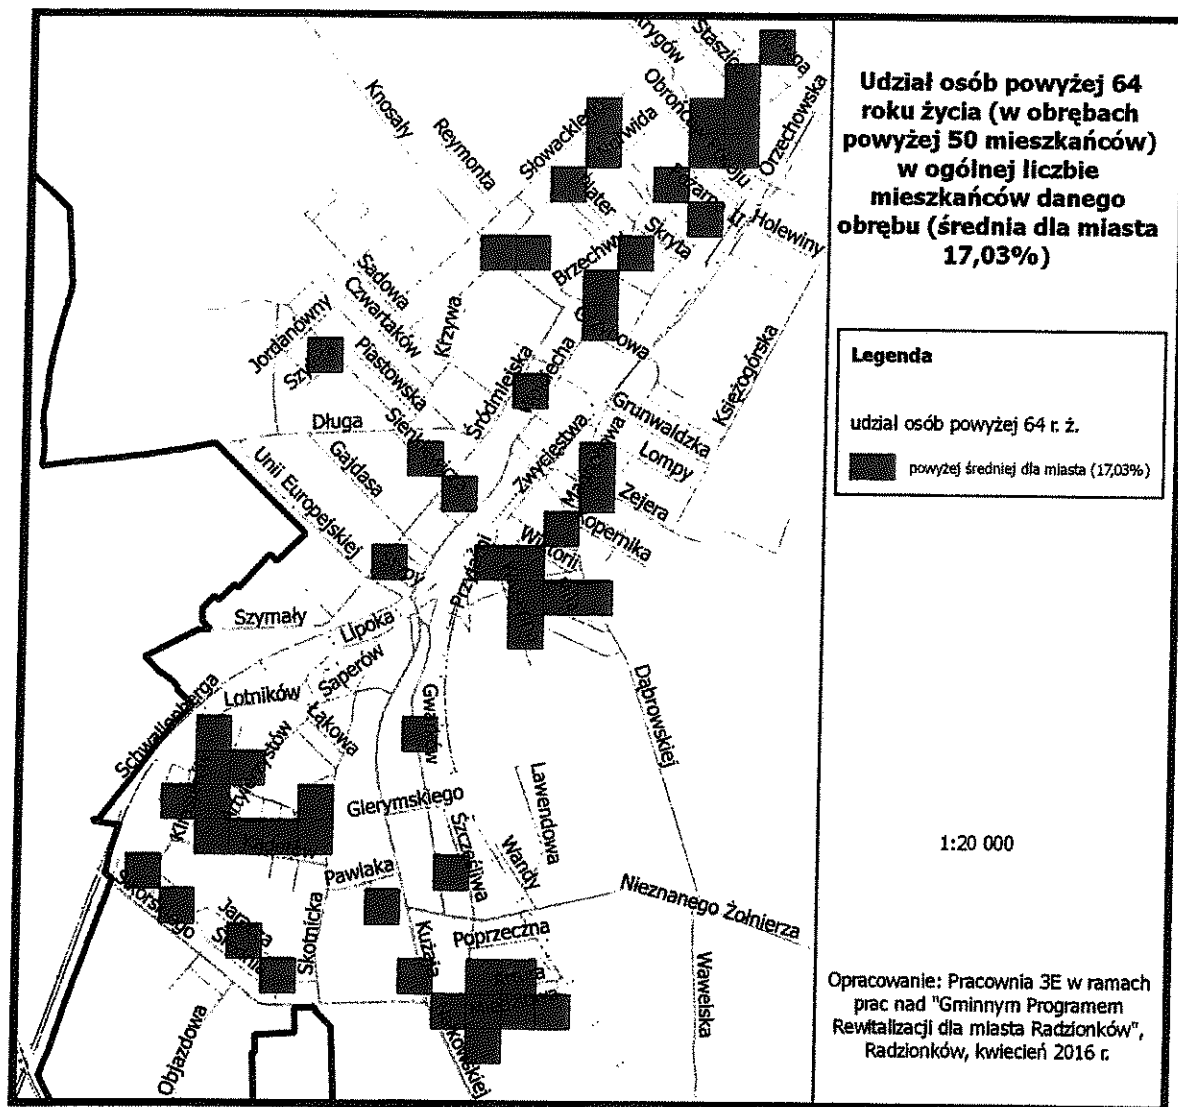 Udział osób powyżej 64
roku życia (w obrębach
powyżej 50 mieszkańców)
w ogólnej liczbie
mieszkańców danego
obrębu (średnia dla miasta
17,03%)
Legenda
udział osób powyżej 64 r. ż.
powyżej średniej dla miasta (17,03%)
1:20 000
Opracowanie: Pracownia 3E w ramach
prac nad "Gminnym Programem
Rewitalizacji dla miasta Radzionków",
Radzionków, kwiecień 2016 r.
Knosały
Reymonta
Orzechowska
Holewiny
Skryta
Sadowa
Czwartaków
Krzywa
Jordanówny
Piastowska
Śródmiejska
Księżogórska
Długa
Gajdasa
Unii Europejskiej
Zwycięstwa
Grunwaldzka
Lompy
Zejera
Kopernika
Szymały
Lipoka
Saperów
Lotników
Łąkowa
Schwallenberga
Dąbrowskiej
Gierymskiego
Lawendowa
Szczęśliwa
Wandy
Pawlaka
Nieznanego Żołnierza
Poprzeczna
Skotnicka
Kużaja
Sikorskiego
Objazdowa
Wawelska